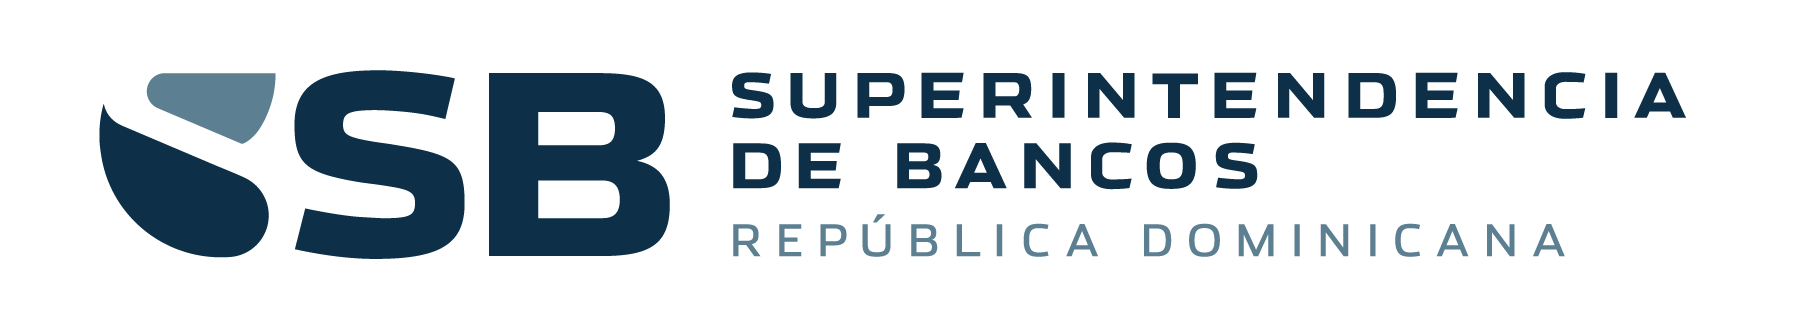 SB
SUPERINTENDENCIA
DE BANCOS
REPÚBLICA DOMINICANA